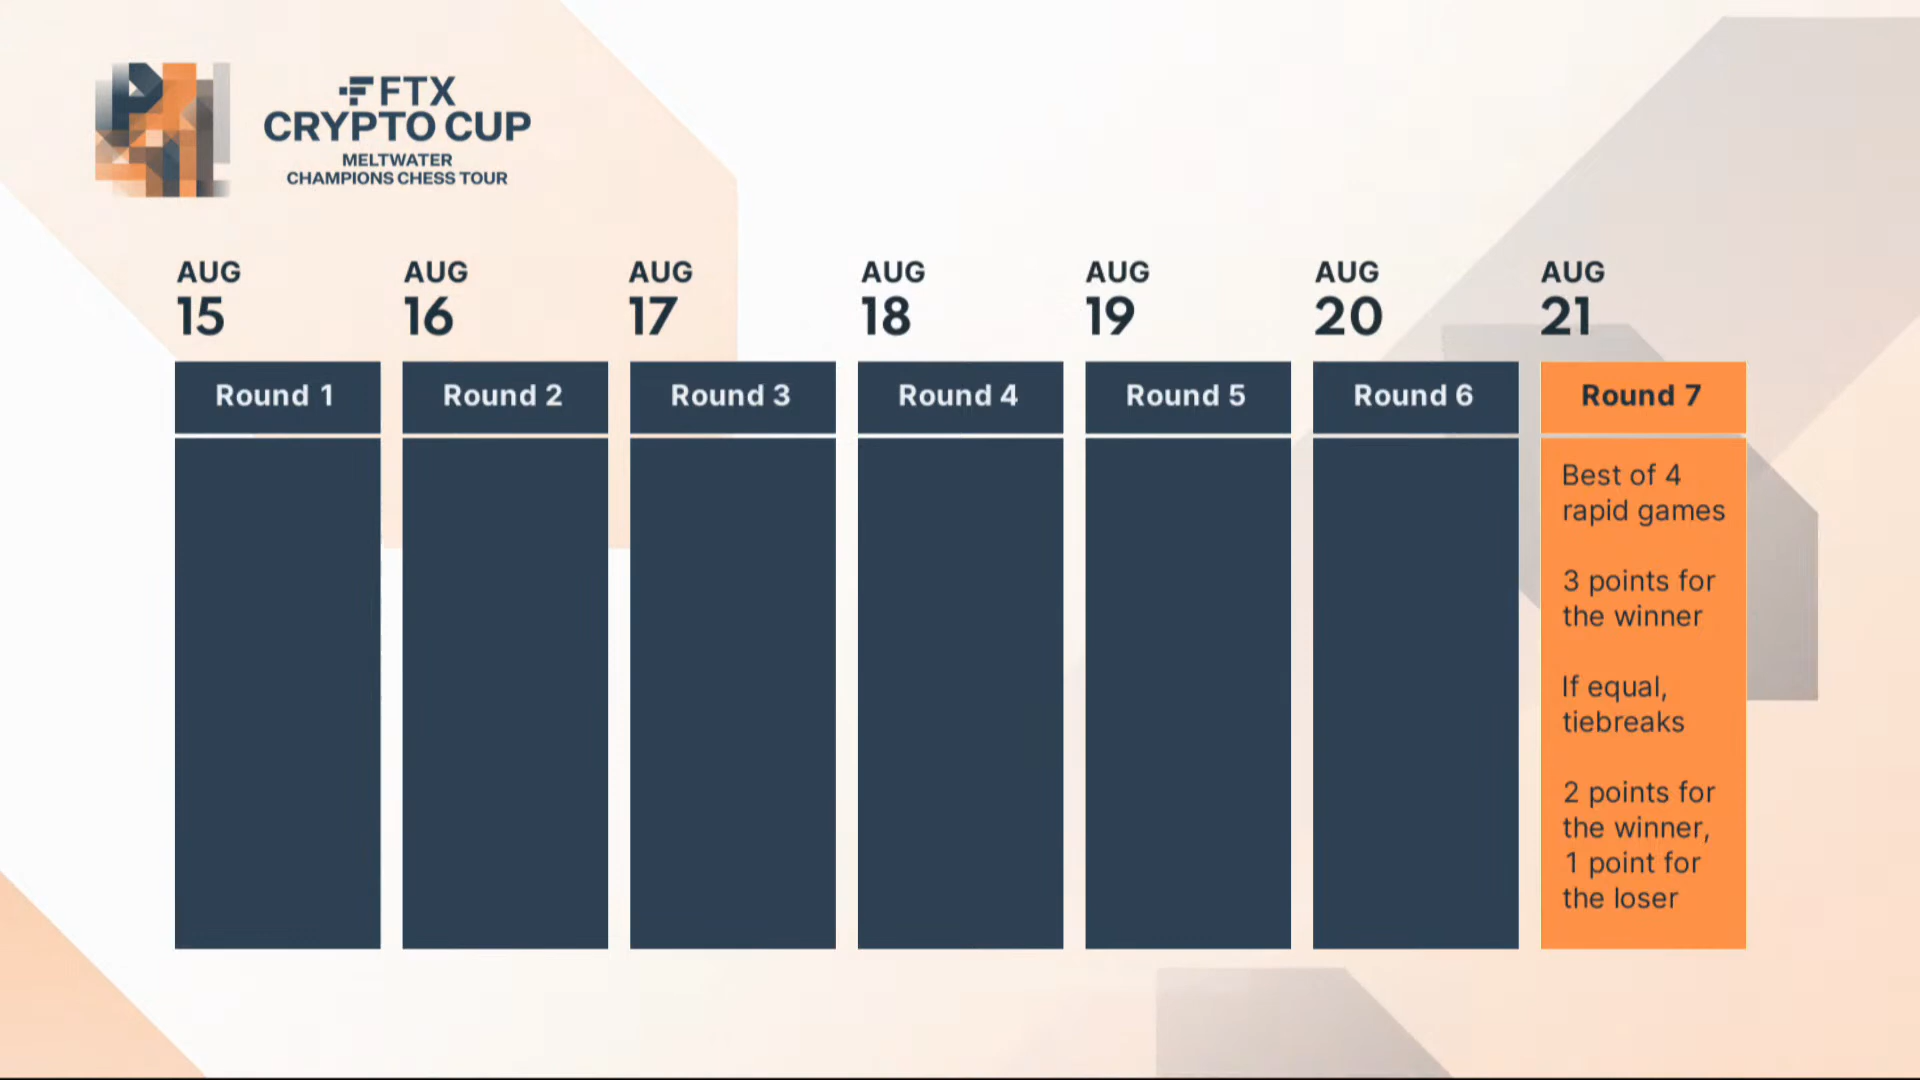 FTX
CRYPTO CUP
MELTWATER
CHAMPIONS CHESS TOUR
AUG
15
AUG
16
AUG
17
AUG
18
AUG
19
AUG
20
AUG
21
Round 1
Round 2
Round 3
Round 4
Round 5
Round 6
Round 7
Best of 4
rapid games
3 points for
the winner
If equal,
tiebreaks
2 points for
the winner,
1 point for
the loser